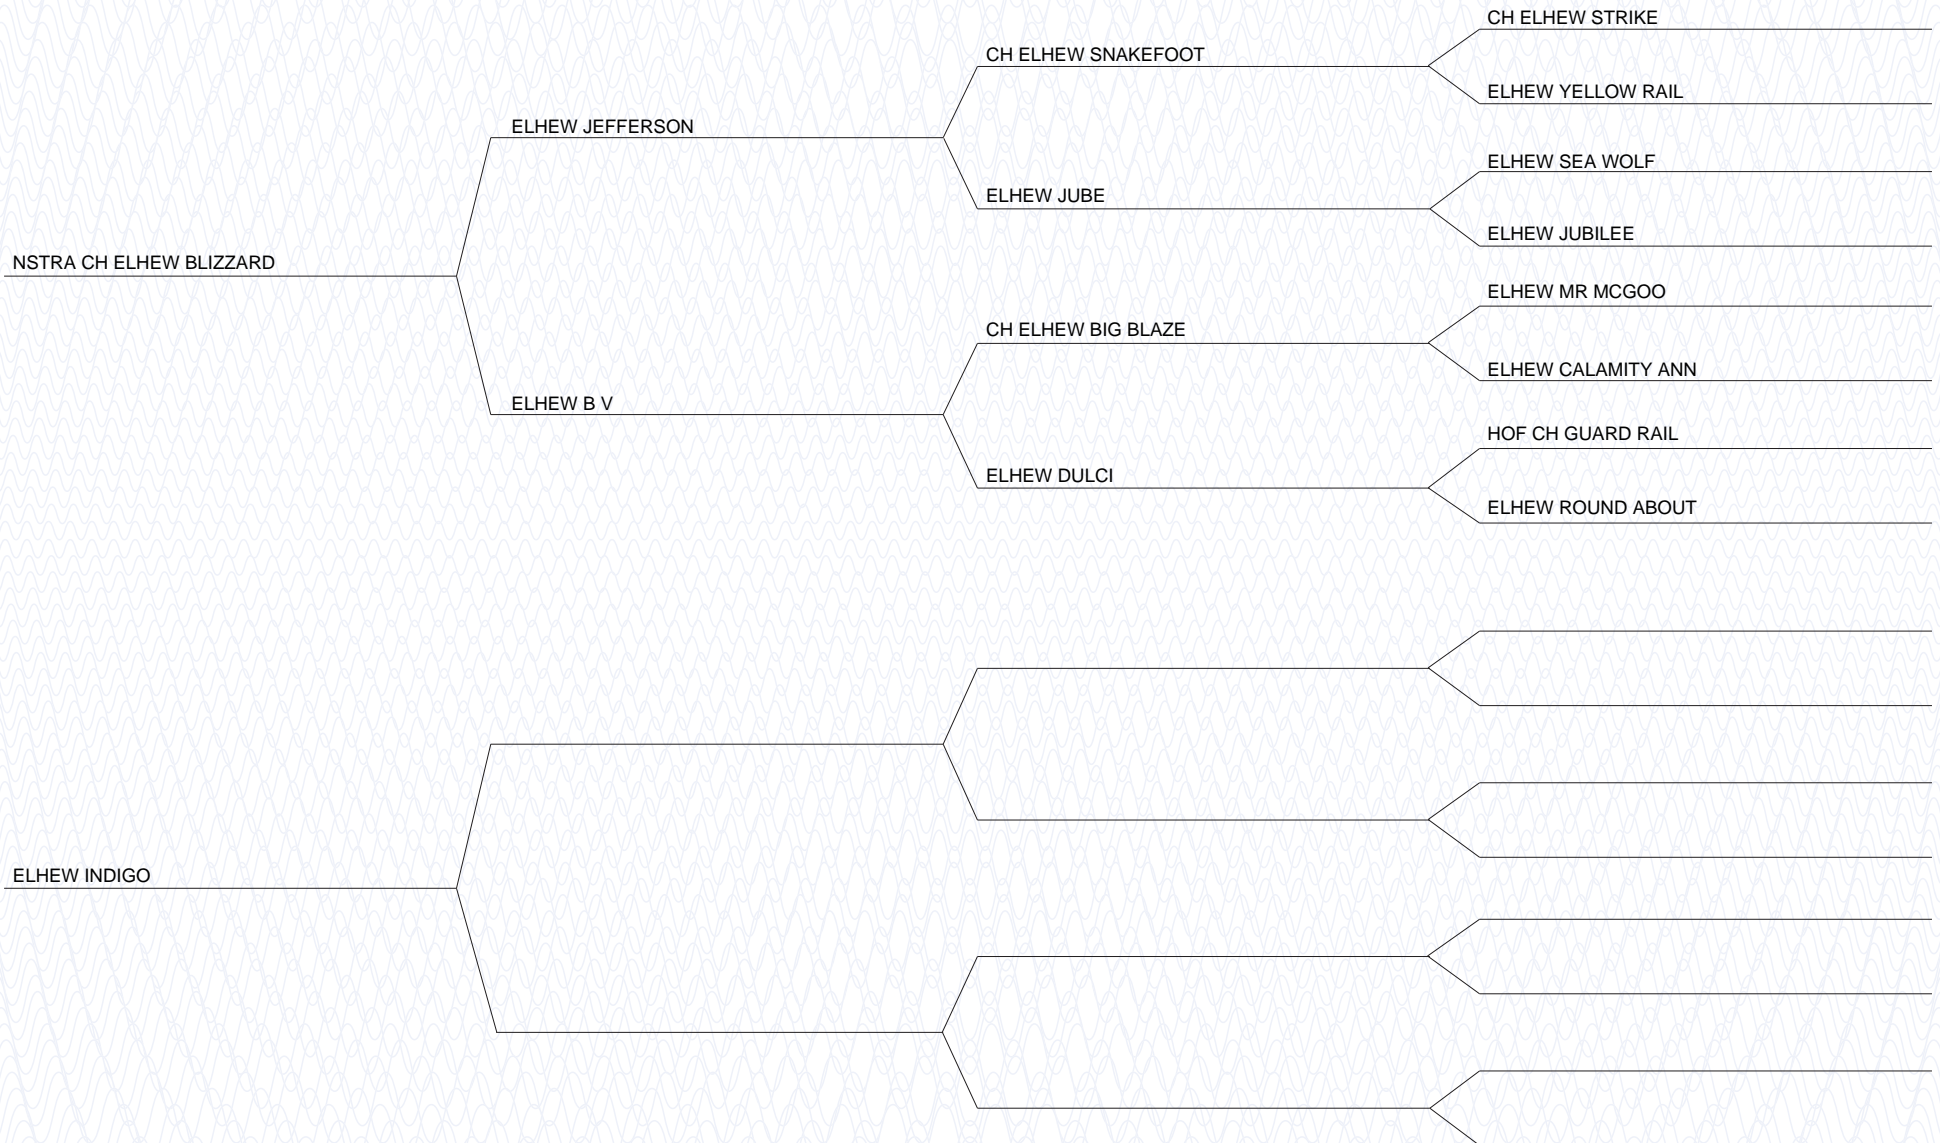 CH ELHEW STRIKE
CH ELHEW SNAKEFOOT
ELHEW YELLOW RAIL
ELHEW JEFFERSON
ELHEW SEA WOLF
ELHEW JUBE
ELHEW JUBILEE
NSTRA CH ELHEW BLIZZARD
ELHEW MR MCGOO
CH ELHEW BIG BLAZE
ELHEW CALAMITY ANN
ELHEW B V
HOF CH GUARD RAIL
ELHEW DULCI
ELHEW ROUND ABOUT
ELHEW INDIGO